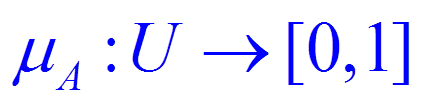 μ_A : U → [0,1]